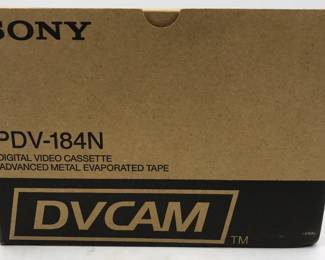 SONY
PDV-184N
DIGITAL VIDEO CASSETTE
ADVANCED METAL EVAPORATED TAPE
DVCAM TM